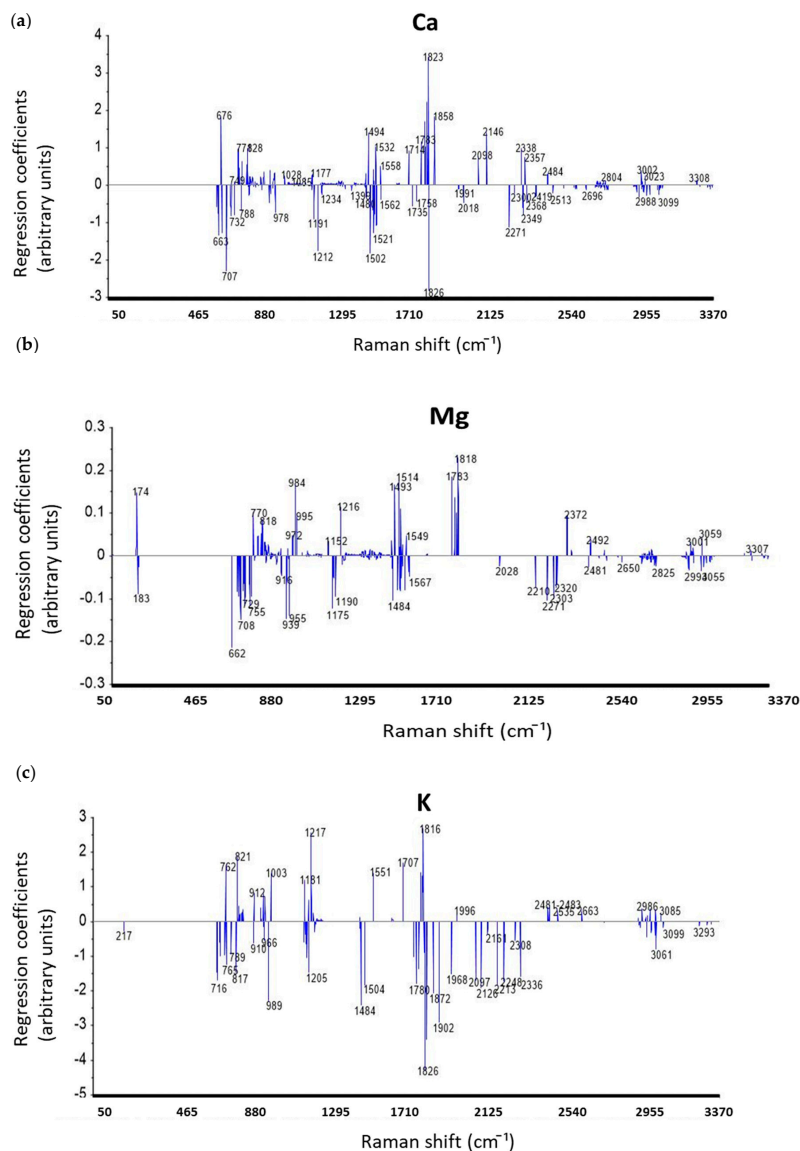 (a)
Ca
Regression coefficients
(arbitrary units)
4
3
2
1
0
-1
-2
-3
1823
676 1858
1494 1783 2146
778 828 1532 1714 2098 2338
2357
749 1028 1085 1177 1558 2484 2804 3002 3023 3308
663 732 788 978 1191 1234 1399 1480 1562 1735 1758 1991 2018 2300 2419 2513 2696 2988 3099
2368
2349
2271
1521
1212 1502
707
1826
50 465 880 1295 1710 2125 2540 2955 3370
Raman shift (cm⁻¹)
(b)
Mg
Regression coefficients
(arbitrary units)
0.3
0.2
0.1
0
-0.1
-0.2
-0.3
1818
1783
174 984 1514
1493
770 818 995 1216 2372
972 1152 1549 2492 3001 3059 3307
183 916 1567 2028 2481 2650 2825 2994 3055
729 755 1190 1175 1484 2210 2320 2303 2271
708 939 955
662
50 465 880 1295 1710 2125 2540 2955 3370
Raman shift (cm⁻¹)
(c)
K
Regression coefficients
(arbitrary units)
3
2
1
0
-1
-2
-3
-4
-5
1816
1217
821
762 1003 1551 1707
912 1181
1996 2481 2483 2535 2663 2986 3085
217 910 966 2161 2308 3099 3293
789 765 3061
716 817 1205 1504 1780 1968 2097 2248 2336
989 1484 1872 2126 2213
1902
1826
50 465 880 1295 1710 2125 2540 2955 3370
Raman shift (cm⁻¹)